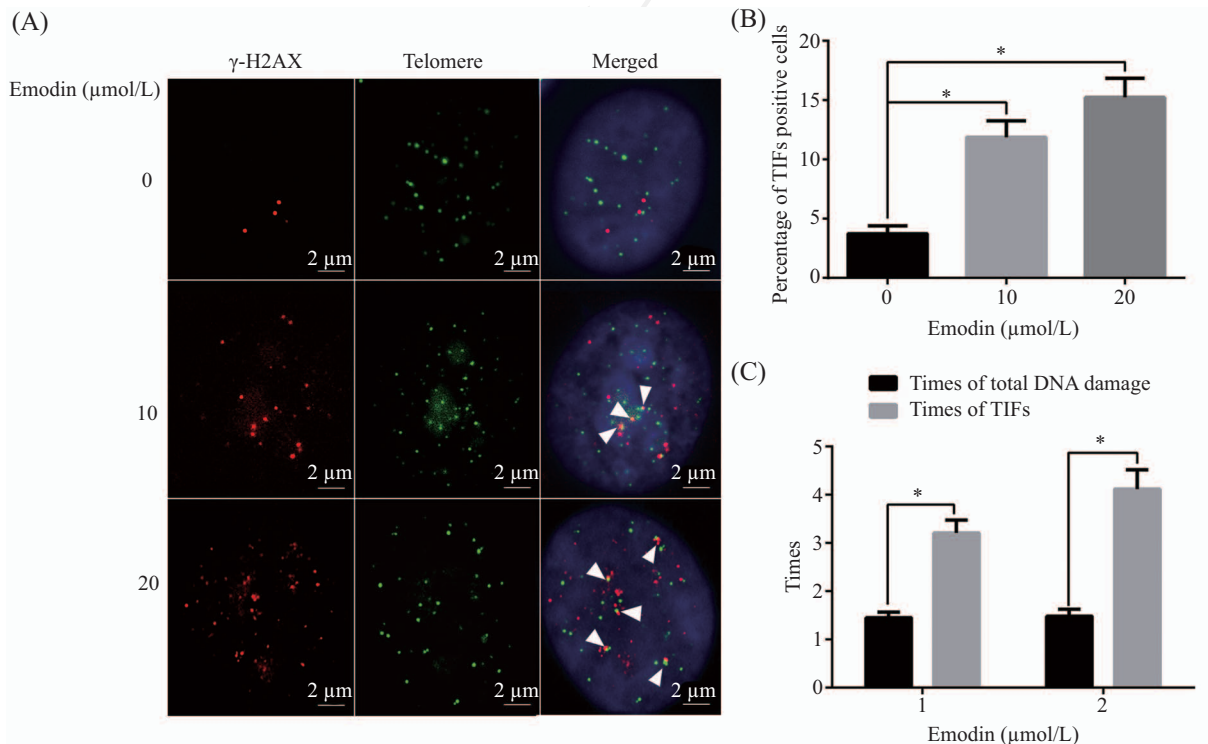 (A)
γ-H2AX Telomere Merged
Emodin (µmol/L)
0
2 µm 2 µm 2 µm
10
2 µm 2 µm 2 µm
20
2 µm 2 µm 2 µm
(B)
Percentage of TIFs positive cells
20
15
10
5
0
*
*
0 10 20
Emodin (µmol/L)
(C)
Times of total DNA damage
Times of TIFs
Times
5
4
3
2
1
0
*
*
1 2
Emodin (µmol/L)